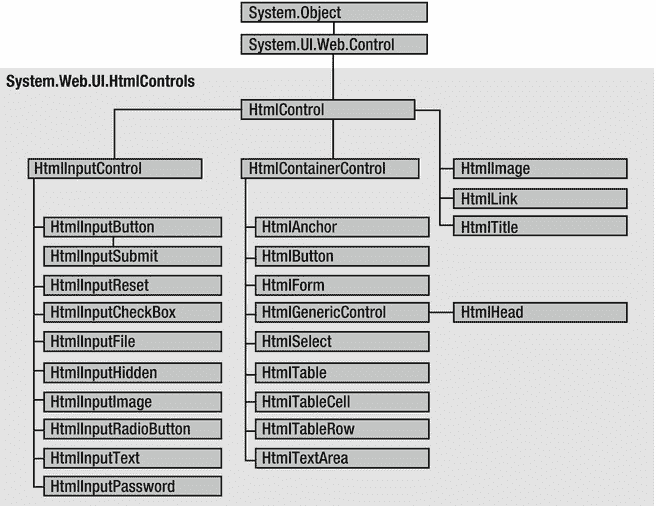 System.Object
System.UI.Web.Control
System.Web.UI.HtmlControls
HtmlControl
HtmlInputControl
HtmlContainerControl
HtmlImage
HtmlLink
HtmlTitle
HtmlInputButton
HtmlInputSubmit
HtmlInputReset
HtmlInputCheckBox
HtmlInputFile
HtmlInputHidden
HtmlInputImage
HtmlInputRadioButton
HtmlInputText
HtmlInputPassword
HtmlAnchor
HtmlButton
HtmlForm
HtmlGenericControl
HtmlHead
HtmlSelect
HtmlTable
HtmlTableCell
HtmlTableRow
HtmlTextArea